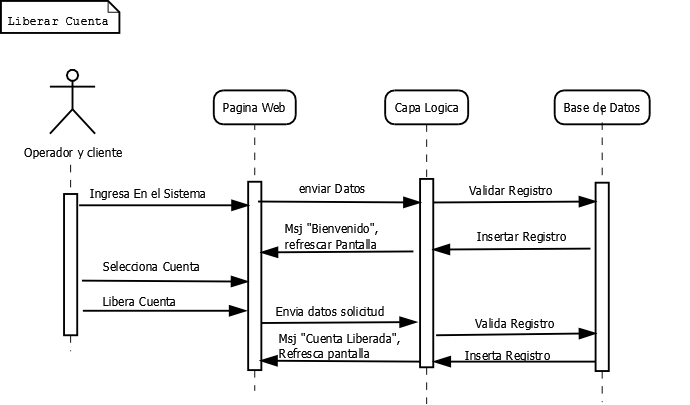 Liberar Cuenta
Pagina Web
Capa Logica
Base de Datos
Operador y cliente
Ingresa En el Sistema
enviar Datos
Validar Registro
Msj "Bienvenido",
refrescar Pantalla
Insertar Registro
Selecciona Cuenta
Libera Cuenta
Envia datos solicitud
Valida Registro
Msj "Cuenta Liberada",
Refresca pantalla
Inserta Registro